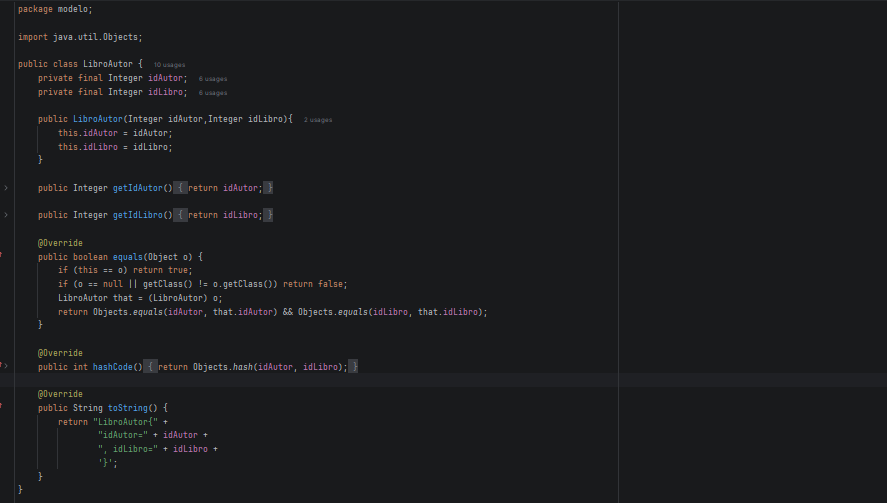 package modelo;
import java.util.Objects;
public class LibroAutor { 10 usages
private final Integer idAutor; 6 usages
private final Integer idLibro; 6 usages
public LibroAutor(Integer idAutor,Integer idLibro){ 2 usages
this.idAutor = idAutor;
this.idLibro = idLibro;
}
public Integer getIdAutor() { return idAutor; }
public Integer getIdLibro() { return idLibro; }
@Override
public boolean equals(Object o) {
if (this == o) return true;
if (o == null || getClass() != o.getClass()) return false;
LibroAutor that = (LibroAutor) o;
return Objects.equals(idAutor, that.idAutor) && Objects.equals(idLibro, that.idLibro);
}
@Override
public int hashCode() { return Objects.hash(idAutor, idLibro); }
@Override
public String toString() {
return "LibroAutor{" +
"idAutor=" + idAutor +
", idLibro=" + idLibro +
'}';
}
}